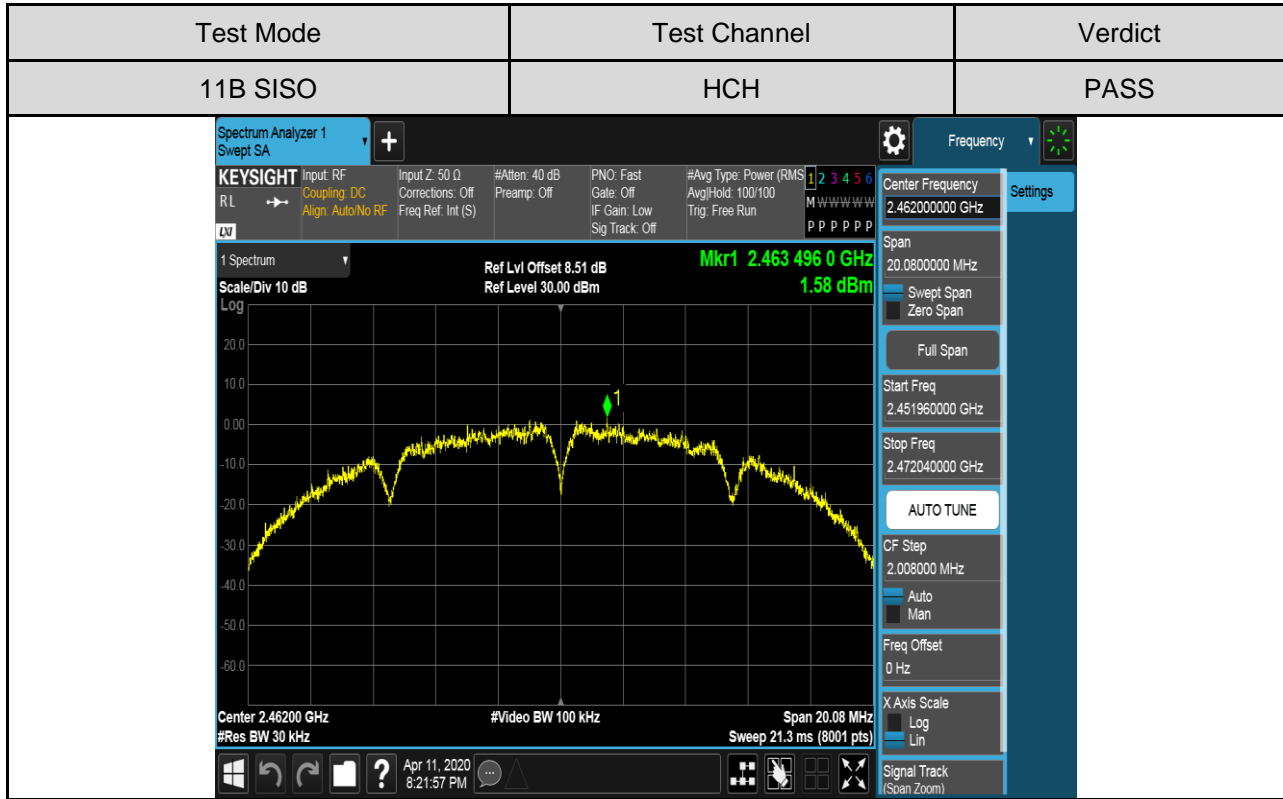 Test Mode Test Channel Verdict
11B SISO HCH PASS
Spectrum Analyzer 1
Swept SA
Frequency
KEYSIGHT Input: RF Input Z: 50 Ω #Atten: 40 dB PNO: Fast #Avg Type: Power (RMS 1 2 3 4 5 6
RL Coupling: DC Corrections: Off Preamp: Off Gate: Off Avg|Hold: 100/100 M W W W W W
Align: Auto/No RF Freq Ref: Int (S) IF Gain: Low Trig: Free Run
LXI Sig Track: Off P P P P P P
1 Spectrum
Ref Lvl Offset 8.51 dB
Mkr1 2.463 496 0 GHz
Scale/Div 10 dB Ref Level 30.00 dBm 1.58 dBm
Log
20.0
10.0
1
0.00
-10.0
-20.0
-30.0
-40.0
-50.0
-60.0
Center 2.46200 GHz #Video BW 100 kHz Span 20.08 MHz
#Res BW 30 kHz Sweep 21.3 ms (8001 pts)
Apr 11, 2020
8:21:57 PM
Center Frequency
2.462000000 GHz
Settings
Span
20.0800000 MHz
Swept Span
Zero Span
Full Span
Start Freq
2.451960000 GHz
Stop Freq
2.472040000 GHz
AUTO TUNE
CF Step
2.008000 MHz
Auto
Man
Freq Offset
0 Hz
X Axis Scale
Log
Lin
Signal Track
(Span Zoom)